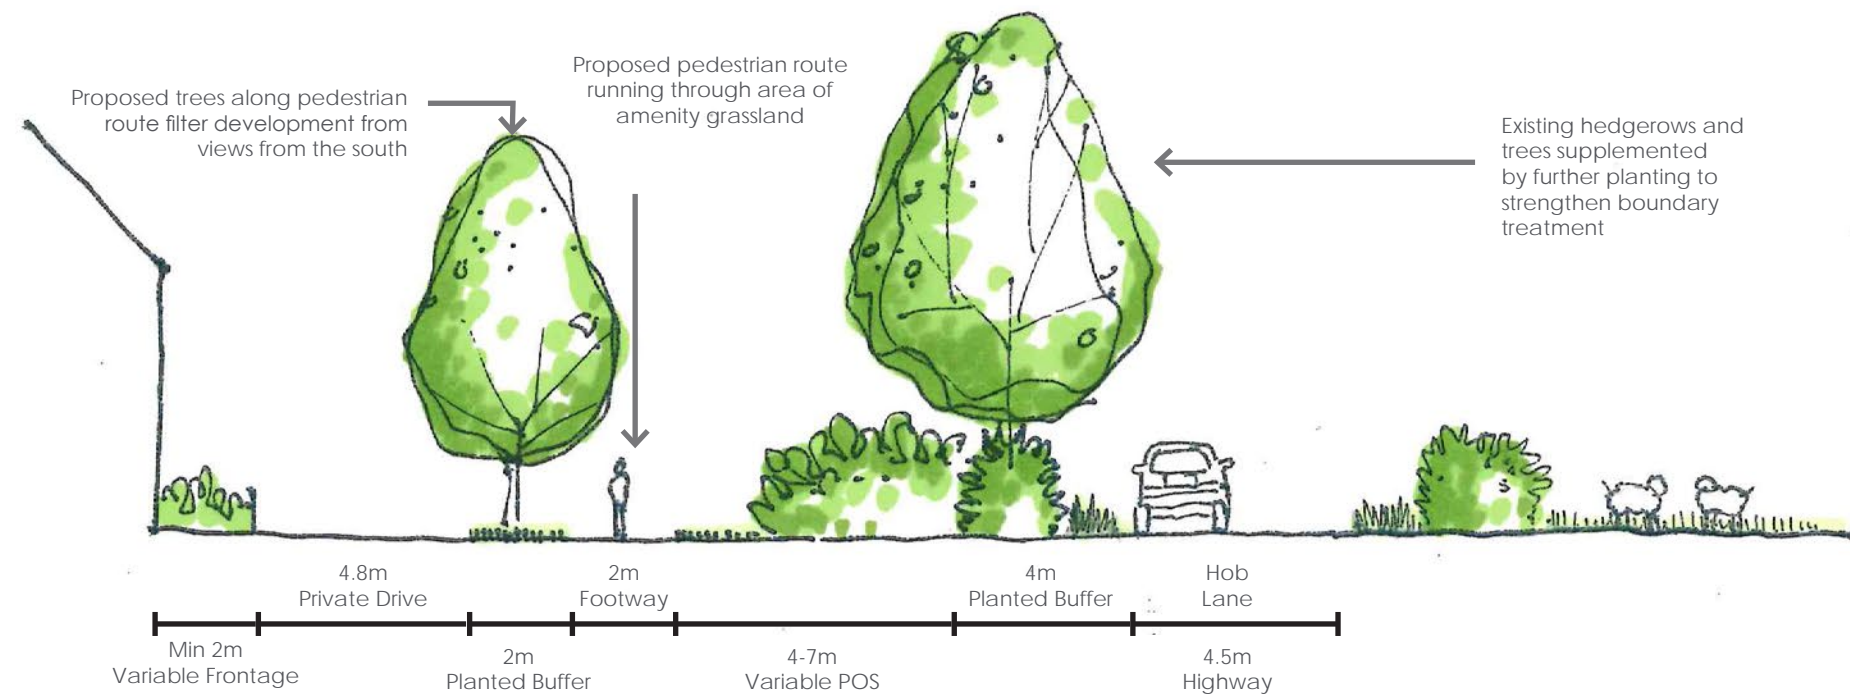 Proposed trees along pedestrian
route filter development from
views from the south
Proposed pedestrian route
running through area of
amenity grassland
Existing hedgerows and
trees supplemented
by further planting to
strengthen boundary
treatment
4.8m
Private Drive
2m
Footway
4m
Planted Buffer
Hob
Lane
Min 2m
Variable Frontage
2m
Planted Buffer
4-7m
Variable POS
4.5m
Highway